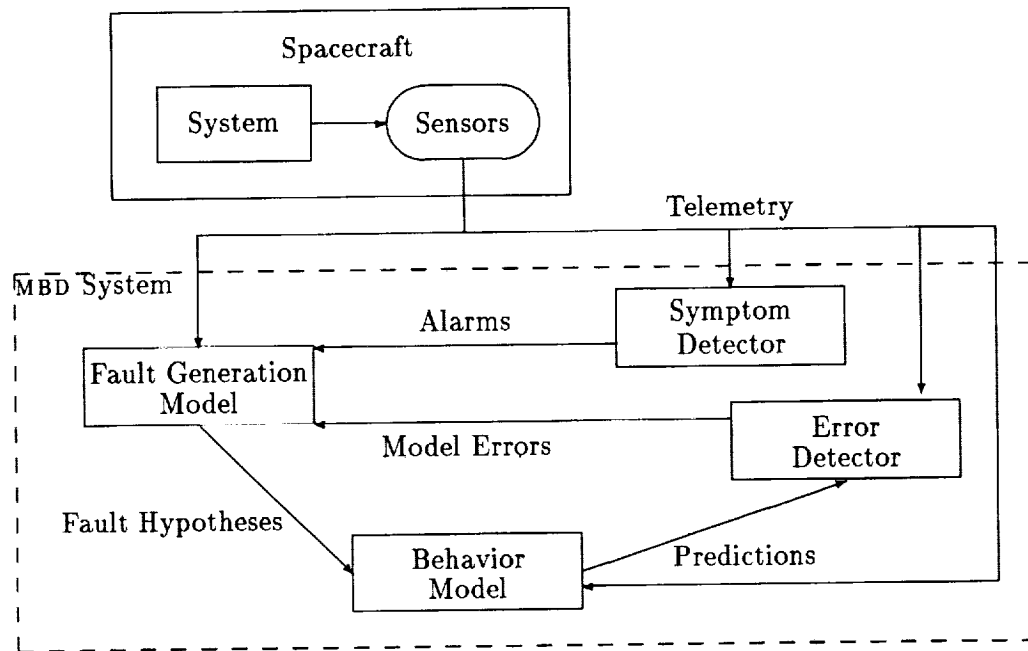 Spacecraft
System
Sensors
Telemetry
MBD System
Symptom
Detector
Alarms
Fault Generation
Model
Model Errors
Error
Detector
Fault Hypotheses
Behavior
Model
Predictions